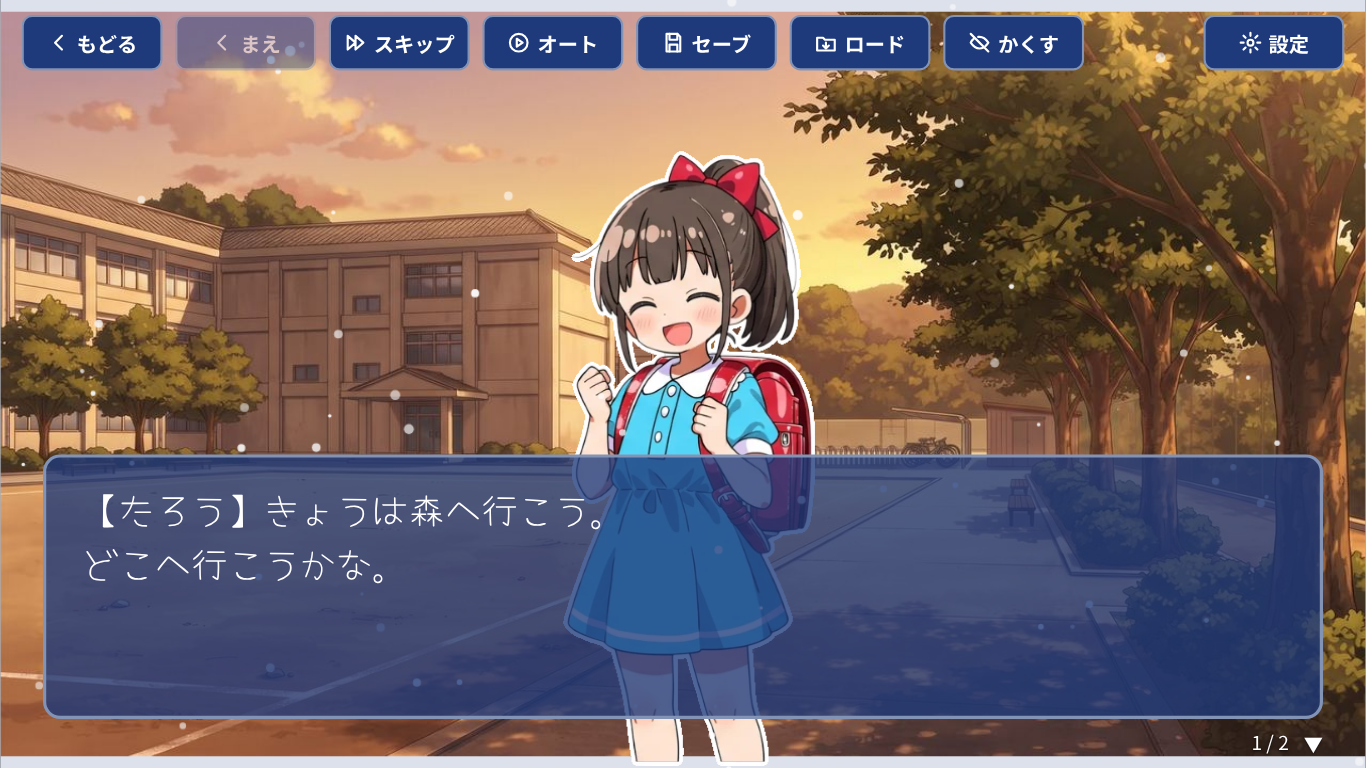 もどる
まえ
スキップ
オート
セーブ
ロード
かくす
設定
【たろう】きょうは森へ行こう。
どこへ行こうかな。
1 / 2 ▼